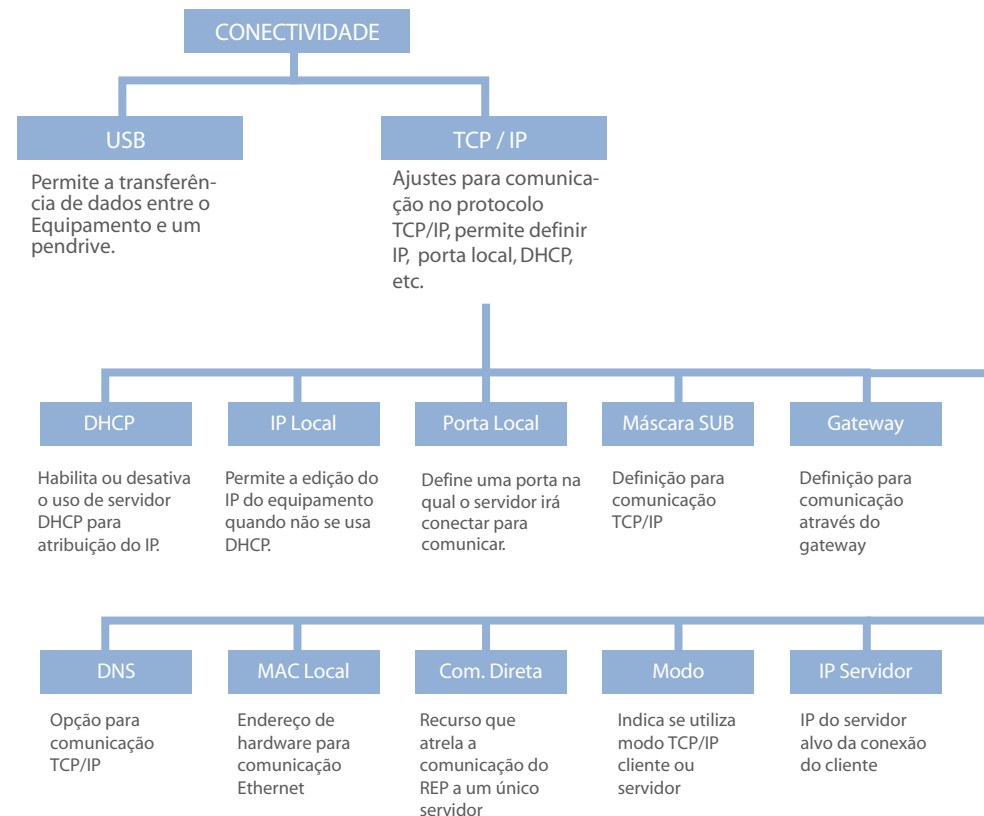 CONECTIVIDADE
USB
Permite a transferên-
cia de dados entre o
Equipamento e um
pendrive.
TCP / IP
Ajustes para comunica-
ção no protocolo
TCP/IP, permite definir
IP, porta local, DHCP,
etc.
DHCP
Habilita ou desativa
o uso de servidor
DHCP para
atribuição do IP.
IP Local
Permite a edição do
IP do equipamento
quando não se usa
DHCP.
Porta Local
Define uma porta na
qual o servidor irá
conectar para
comunicar.
Máscara SUB
Definição para
comunicação
TCP/IP
Gateway
Definição para
comunicação
através do
gateway
DNS
Opção para
comunicação
TCP/IP
MAC Local
Endereço de
hardware para
comunicação
Ethernet
Com. Direta
Recurso que
atrela a
comunicação do
REP a um único
servidor
Modo
Indica se utiliza
modo TCP/IP
cliente ou
servidor
IP Servidor
IP do servidor
alvo da conexão
do cliente